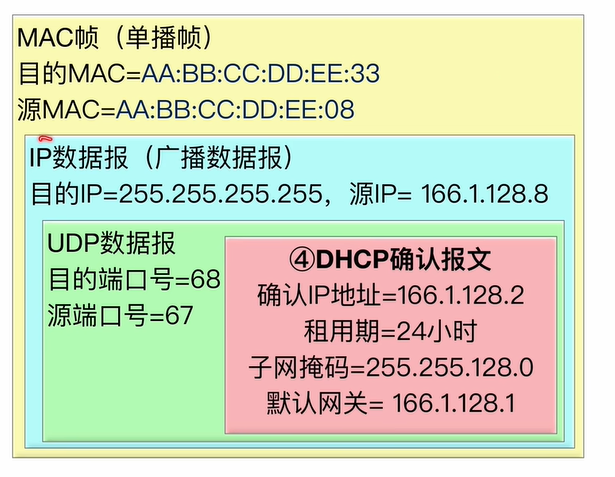 MAC帧（单播帧）
目的MAC=AA:BB:CC:DD:EE:33
源MAC=AA:BB:CC:DD:EE:08
IP数据报（广播数据报）
目的IP=255.255.255.255，源IP= 166.1.128.8
UDP数据报
目的端口号=68
源端口号=67
④DHCP确认报文
确认IP地址=166.1.128.2
租用期=24小时
子网掩码=255.255.128.0
默认网关= 166.1.128.1